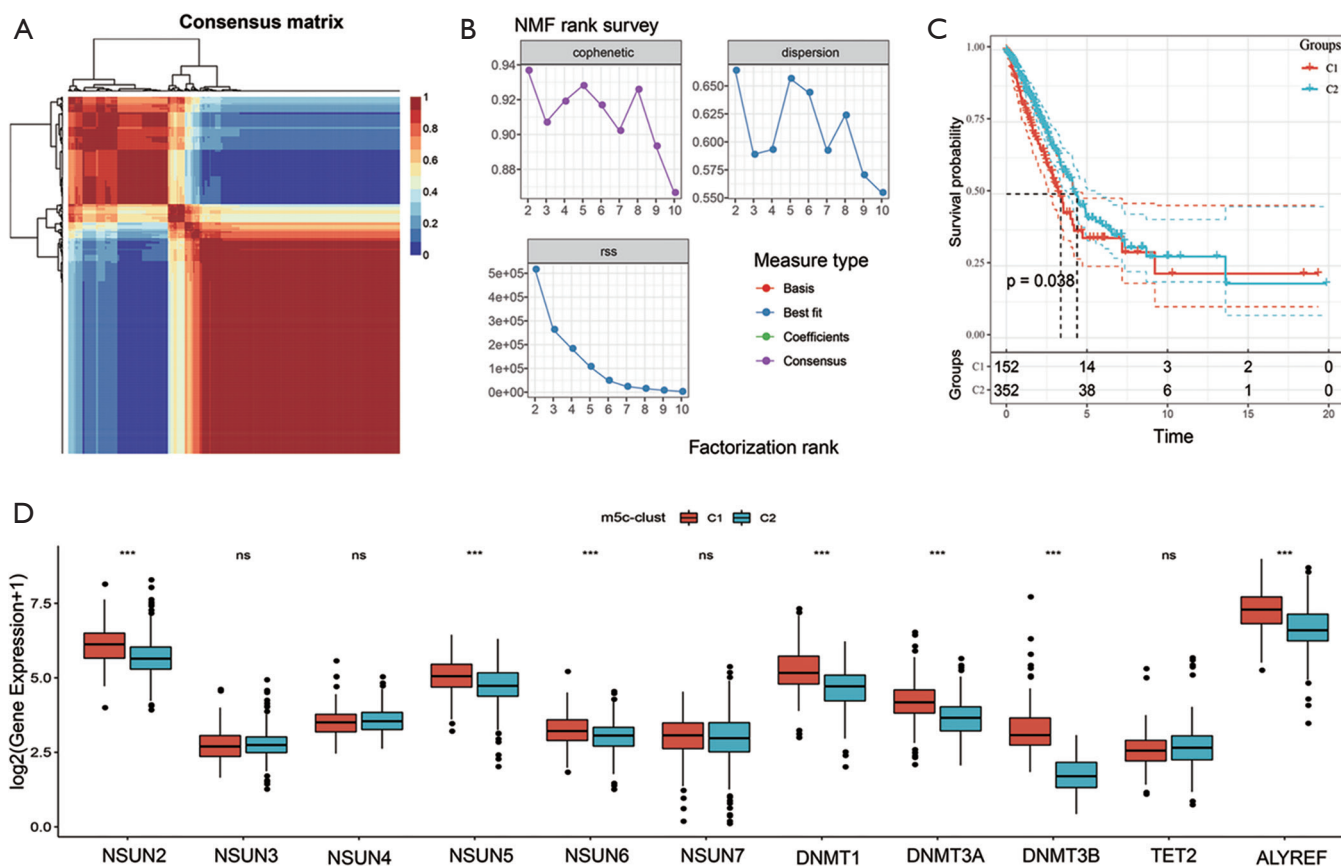 A
Consensus matrix
1
0.8
0.6
0.4
0.2
0
B
NMF rank survey
cophenetic
0.94
0.92
0.90
0.88
2 3 4 5 6 7 8 9 10
dispersion
0.650
0.625
0.600
0.575
0.550
2 3 4 5 6 7 8 9 10
rss
5e+05
4e+05
3e+05
2e+05
1e+05
0e+00
2 3 4 5 6 7 8 9 10
Measure type
Basis
Best fit
Coefficients
Consensus
Factorization rank
C
Groups
C1
C2
Survival probability
1.00
0.75
0.50
0.25
0.00
p = 0.038
Groups
C1 152 14 3 2 0
C2 352 38 6 1 0
0 5 10 15 20
Time
D
m5c-clust C1 C2
log2(Gene Expression+1)
7.5
5.0
2.5
0.0
*** ns ns *** *** ns *** *** *** ns ***
NSUN2 NSUN3 NSUN4 NSUN5 NSUN6 NSUN7 DNMT1 DNMT3A DNMT3B TET2 ALYREF